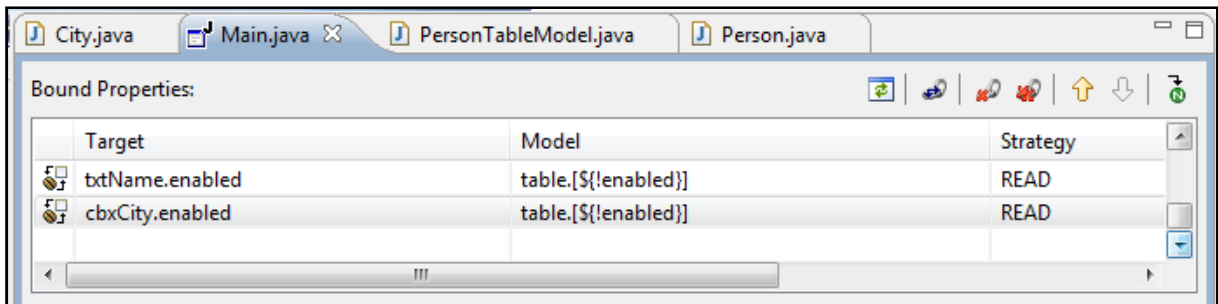 City.java Main.java PersonTableModel.java Person.java
Bound Properties:
Target Model Strategy
txtName.enabled table.[${!enabled}] READ
cbxCity.enabled table.[${!enabled}] READ